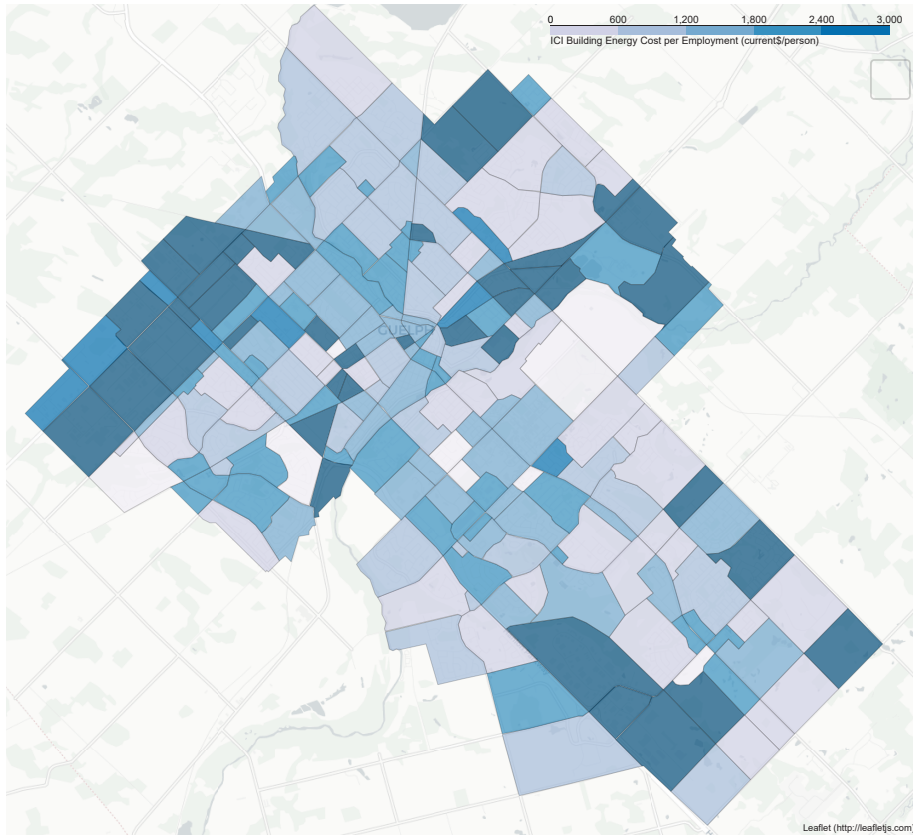 0 600 1,200 1,800 2,400 3,000
ICI Building Energy Cost per Employment (current$/person)
GUELPH
Leaflet (http://leafletjs.com)